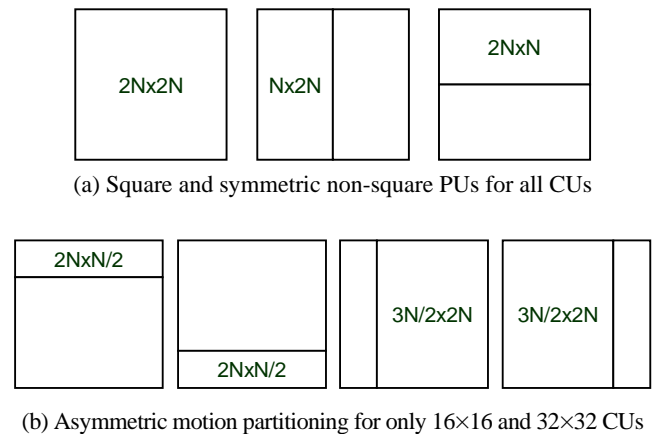 2Nx2N
Nx2N
2NxN
(a) Square and symmetric non-square PUs for all CUs
2NxN/2
2NxN/2
3N/2x2N
3N/2x2N
(b) Asymmetric motion partitioning for only 16×16 and 32×32 CUs